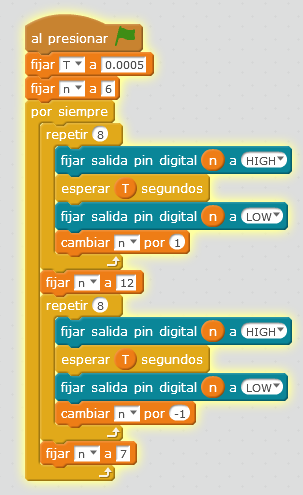 al presionar
fijar T a 0.0005
fijar n a 6
por siempre
repetir 8
fijar salida pin digital n a HIGH
esperar T segundos
fijar salida pin digital n a LOW
cambiar n por 1
fijar n a 12
repetir 8
fijar salida pin digital n a HIGH
esperar T segundos
fijar salida pin digital n a LOW
cambiar n por -1
fijar n a 7